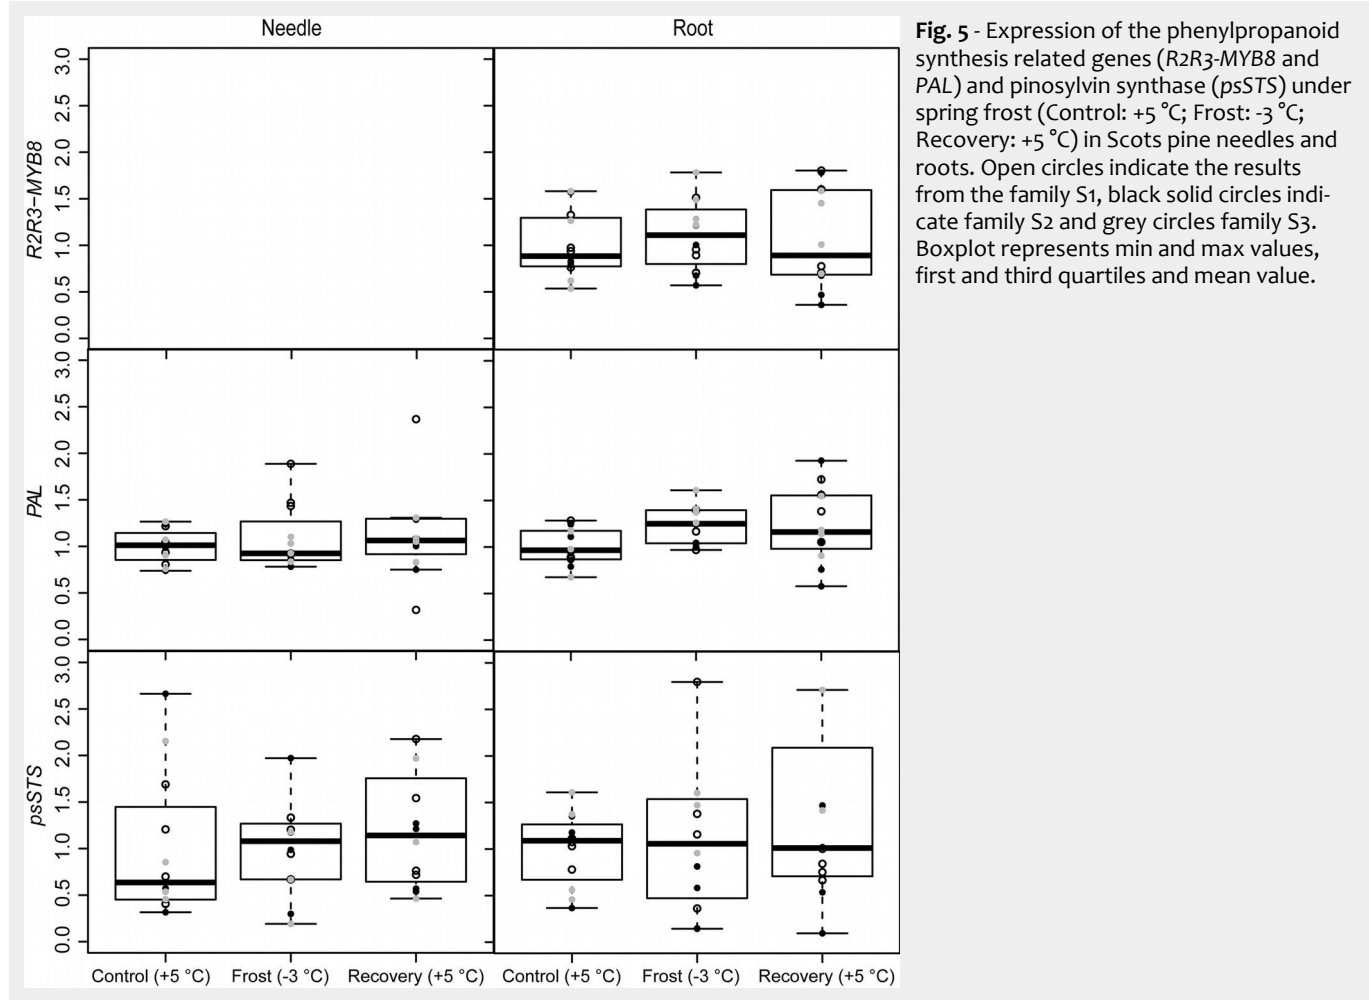 Needle
Root
R2R3-MYB8
3.0
2.5
2.0
1.5
1.0
0.5
0.0
PAL
3.0
2.5
2.0
1.5
1.0
0.5
0.0
psSTS
3.0
2.5
2.0
1.5
1.0
0.5
0.0
Control (+5 °C)
Frost (-3 °C)
Recovery (+5 °C)
Control (+5 °C)
Frost (-3 °C)
Recovery (+5 °C)
Fig. 5 - Expression of the phenylpropanoid
synthesis related genes (R2R3-MYB8 and
PAL) and pinosylvin synthase (psSTS) under
spring frost (Control: +5 °C; Frost: -3 °C;
Recovery: +5 °C) in Scots pine needles and
roots. Open circles indicate the results
from the family S1, black solid circles indi-
cate family S2 and grey circles family S3.
Boxplot represents min and max values,
first and third quartiles and mean value.